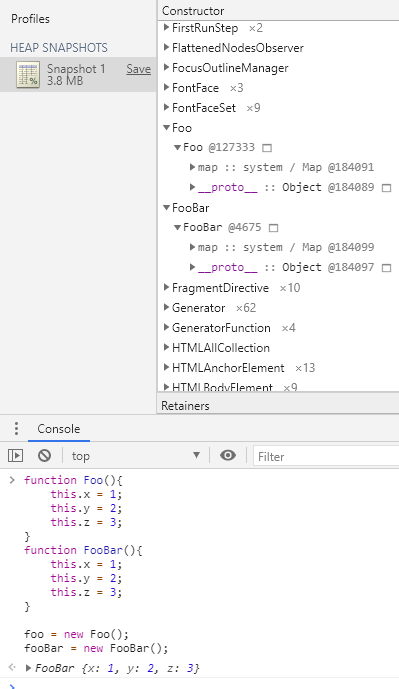 Profiles
HEAP SNAPSHOTS
Snapshot 1 Save
3.8 MB
Constructor
FirstRunStep ×2
FlattenedNodesObserver
FocusOutlineManager
FontFace ×3
FontFaceSet ×9
Foo
Foo @127333
map :: system / Map @184091
__proto__ :: Object @184089
FooBar
FooBar @4675
map :: system / Map @184099
__proto__ :: Object @184097
FragmentDirective ×10
Generator ×62
GeneratorFunction ×4
HTMLAllCollection
HTMLAnchorElement ×13
HTMLBodyElement ×9
Retainers
Console
top Filter
function Foo(){
this.x = 1;
this.y = 2;
this.z = 3;
}
function FooBar(){
this.x = 1;
this.y = 2;
this.z = 3;
}
foo = new Foo();
fooBar = new FooBar();
FooBar {x: 1, y: 2, z: 3}